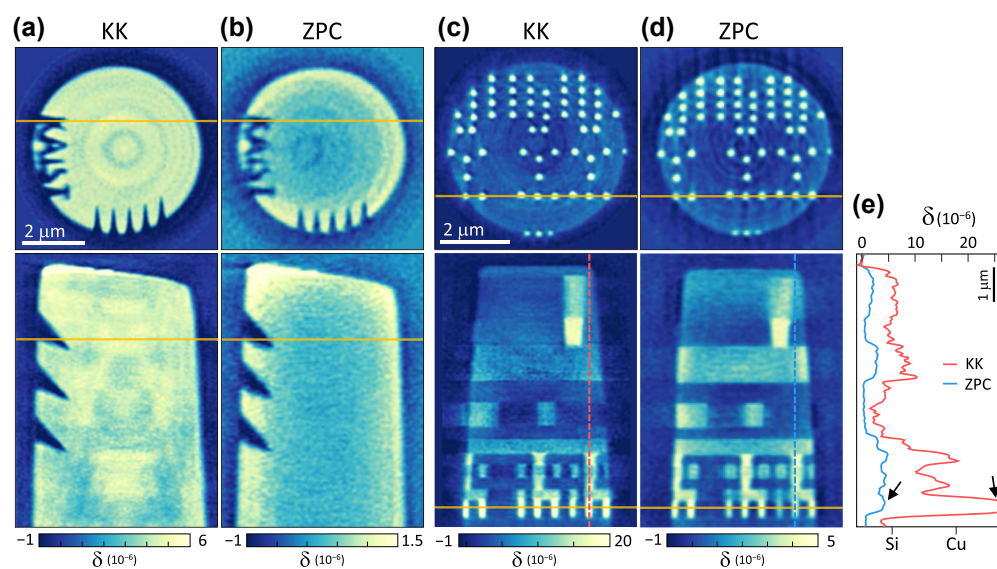 (a) KK (b) ZPC (c) KK (d) ZPC
2 μm
2 μm
(e)
δ (10⁻⁶)
0 10 20
1 μm
KK
ZPC
−1 6 −1 1.5 −1 20 −1 5
δ (10⁻⁶) δ (10⁻⁶) δ (10⁻⁶) δ (10⁻⁶)
Si Cu